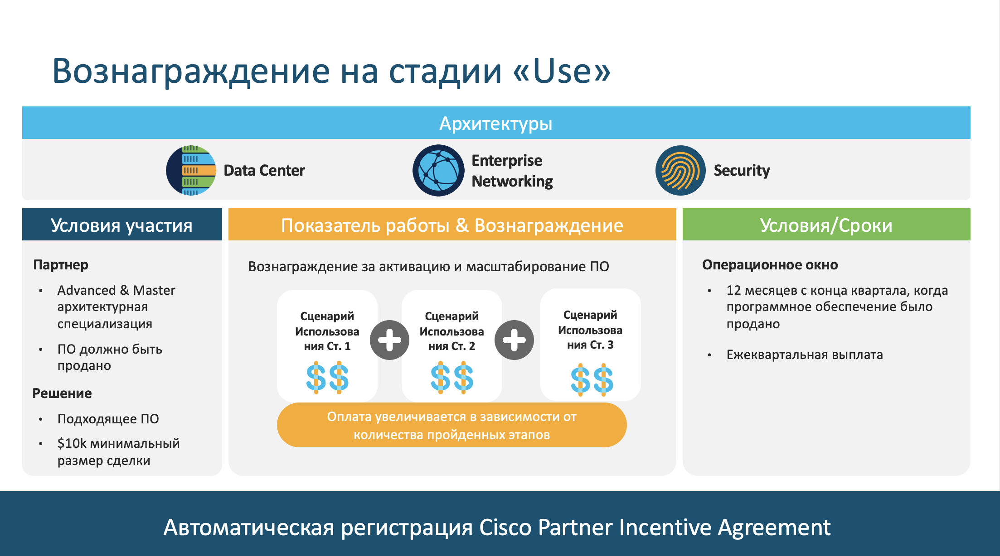 Вознаграждение на стадии «Use»
Архитектуры
Data Center
Enterprise
Networking
Security
Условия участия
Партнер
• Advanced & Master
архитектурная
специализация
• ПО должно быть
продано
Решение
• Подходящее ПО
• $10k минимальный
размер сделки
Показатель работы & Вознаграждение
Вознаграждение за активацию и масштабирование ПО
Сценарий
Использова
ния Ст. 1
$$
Сценарий
Использова
ния Ст. 2
$$
Сценарий
Использова
ния Ст. 3
$$
Оплата увеличивается в зависимости от
количества пройденных этапов
Условия/Сроки
Операционное окно
• 12 месяцев с конца квартала, когда
программное обеспечение было
продано
• Ежеквартальная выплата
Автоматическая регистрация Cisco Partner Incentive Agreement